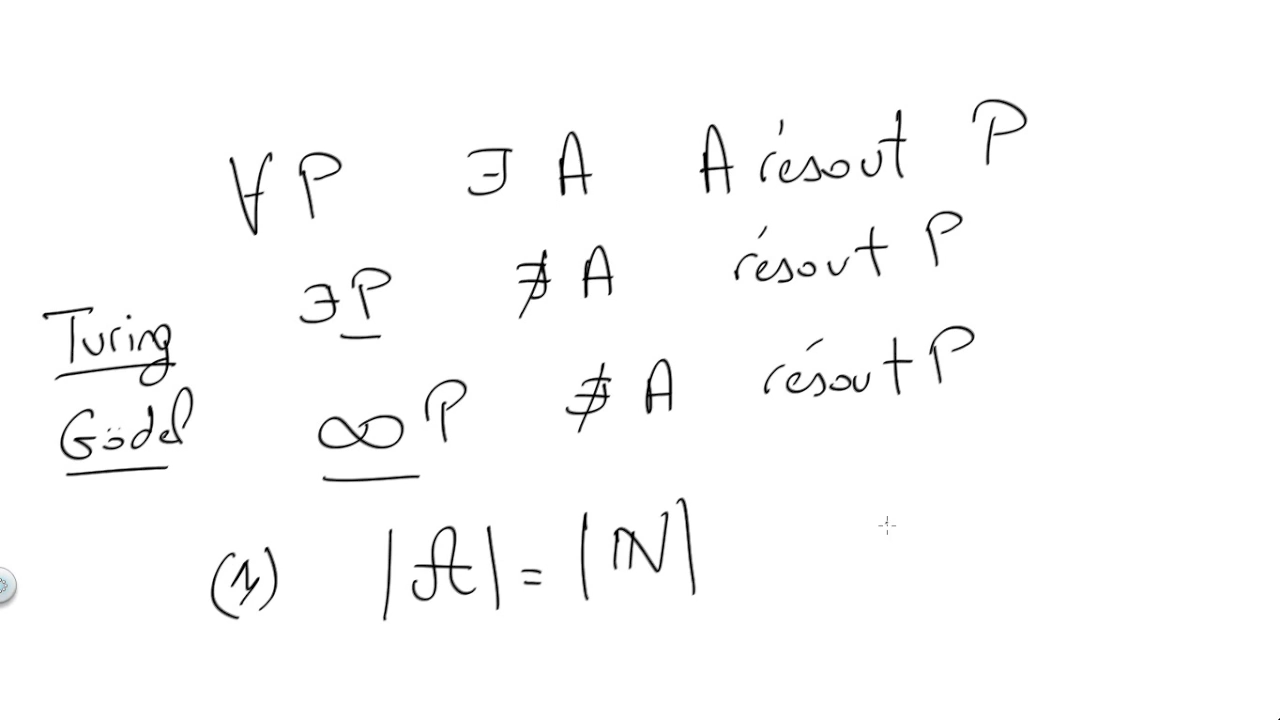 ∀ P ∃ A A résout P
∃ P ∄ A résout P
Turing
∞ P ∄ A résout P
Gödel
(1) |𝒜| = |ℕ|